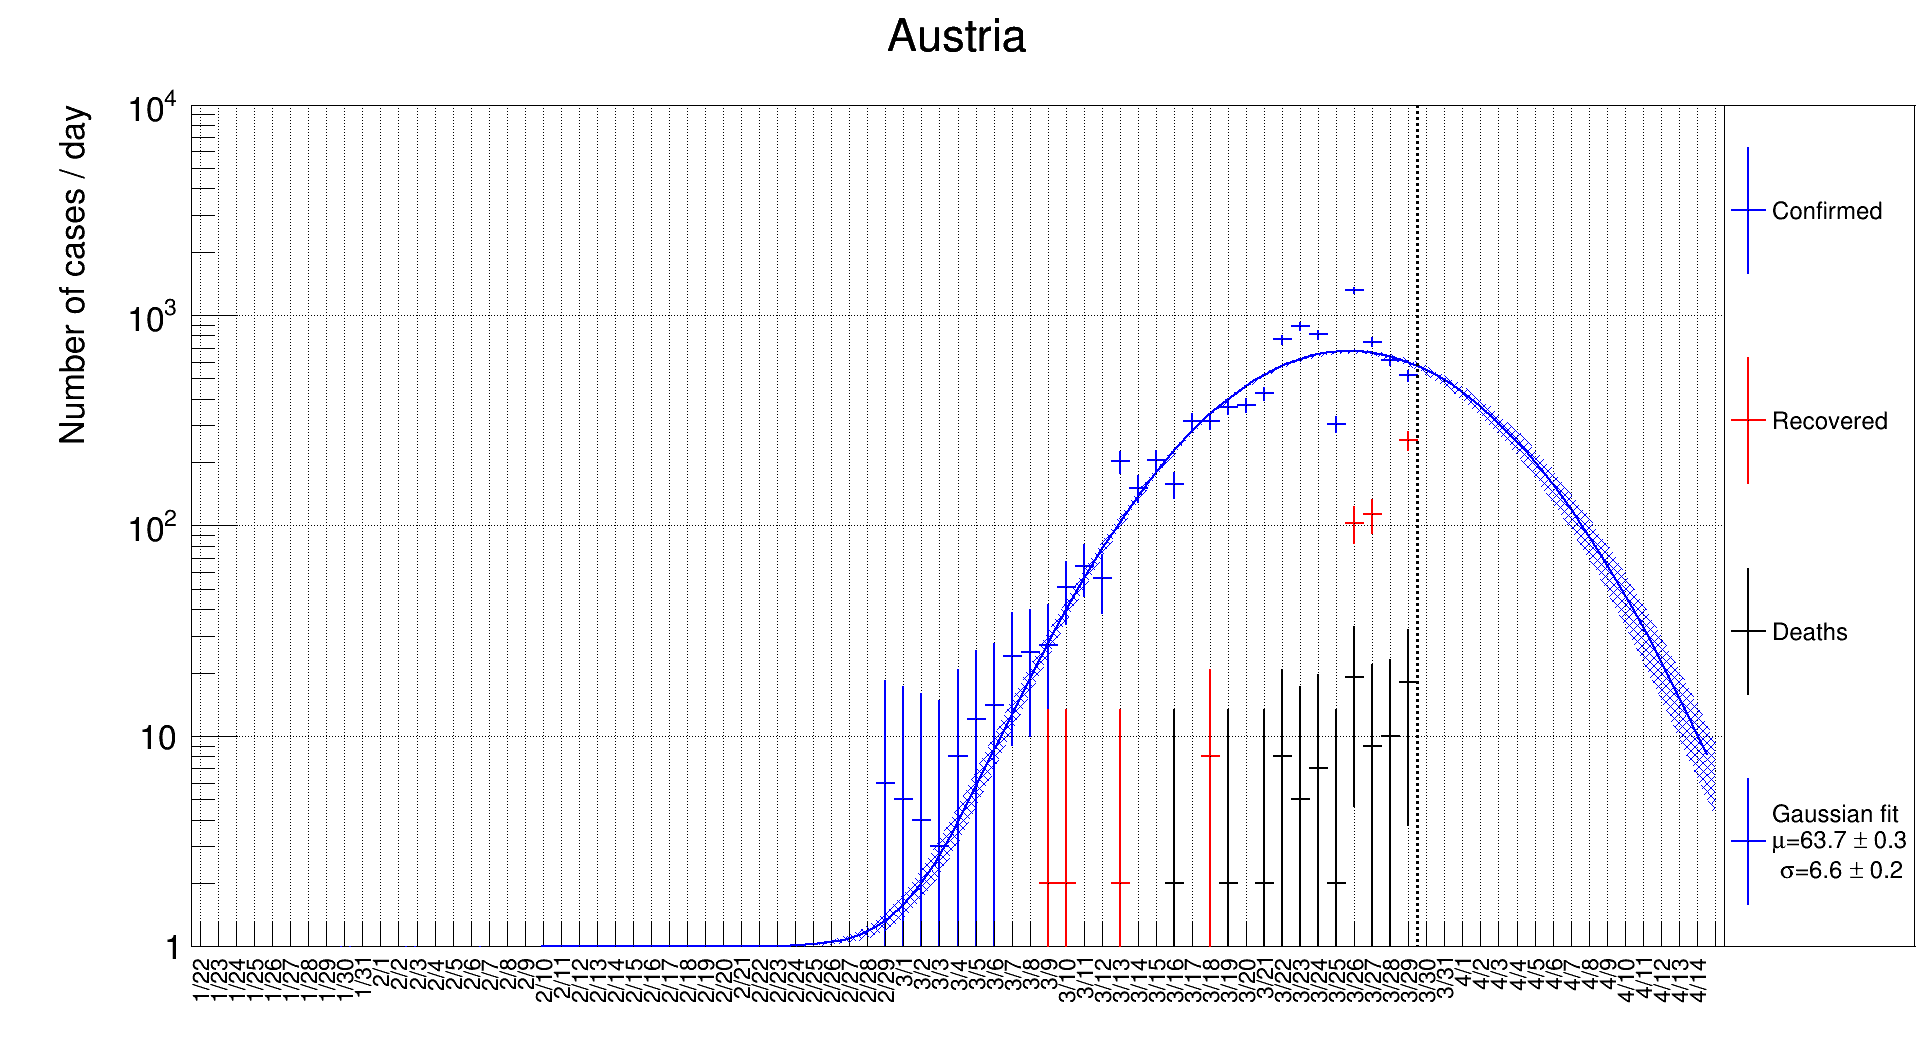 Austria
Number of cases / day
10⁴
10³
10²
10
1
1/22 1/23 1/24 1/25 1/26 1/27 1/28 1/29 1/30 1/31 2/1 2/2 2/3 2/4 2/5 2/6 2/7 2/8 2/9 2/10 2/11 2/12 2/13 2/14 2/15 2/16 2/17 2/18 2/19 2/20 2/21 2/22 2/23 2/24 2/25 2/26 2/27 2/28 2/29 3/1 3/2 3/3 3/4 3/5 3/6 3/7 3/8 3/9 3/10 3/11 3/12 3/13 3/14 3/15 3/16 3/17 3/18 3/19 3/20 3/21 3/22 3/23 3/24 3/25 3/26 3/27 3/28 3/29 3/30 3/31 4/1 4/2 4/3 4/4 4/5 4/6 4/7 4/8 4/9 4/10 4/11 4/12 4/13 4/14
Confirmed
Recovered
Deaths
Gaussian fit
μ=63.7 ± 0.3
σ=6.6 ± 0.2